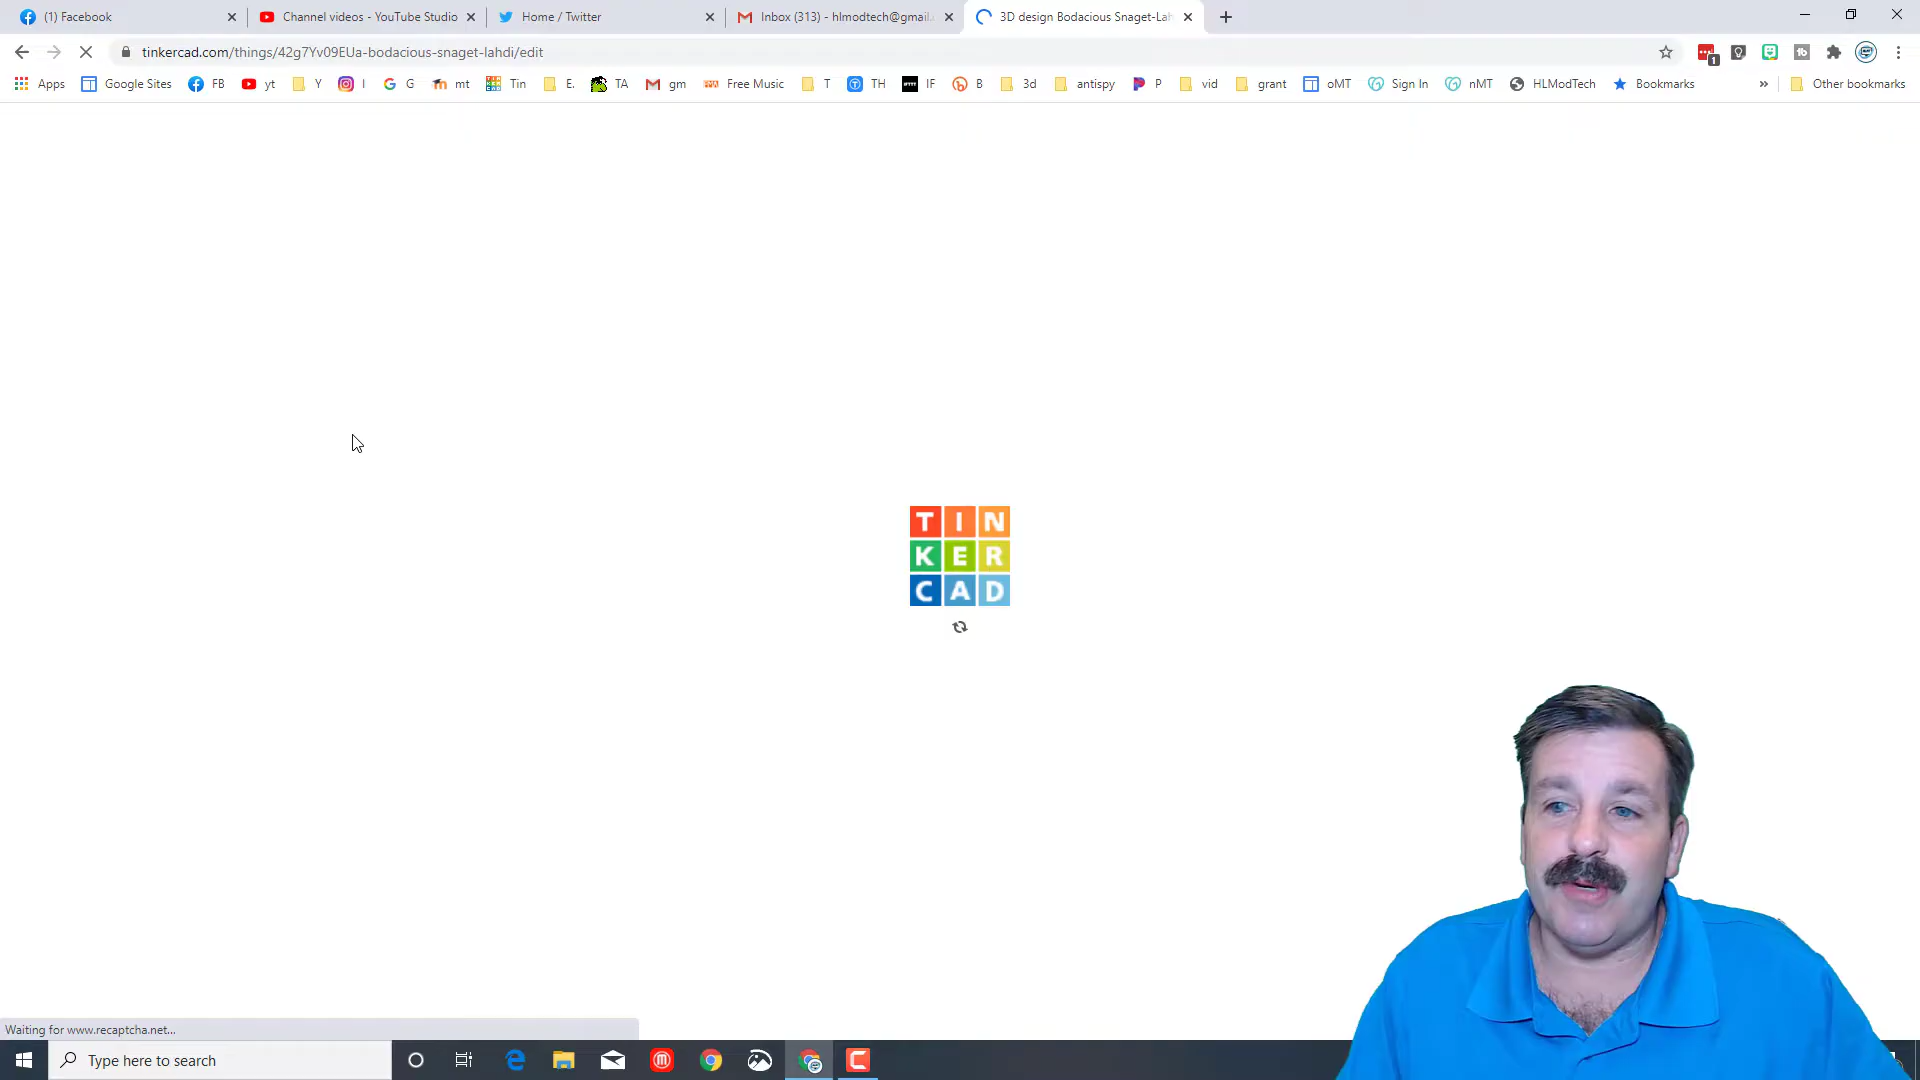 (1) Facebook
Channel videos - YouTube Studio
Home / Twitter
Inbox (313) - hlmodtech@gmail.
3D design Bodacious Snaget-Lah
tinkercad.com/things/42g7Yv09EUa-bodacious-snaget-lahdi/edit
1
Apps
Google Sites
FB
yt
Y
I
G
mt
Tin
E.
TA
gm
Free Music
T
TH
IF
B
3d
antispy
P
vid
grant
oMT
Sign In
nMT
HLModTech
Bookmarks
»
Other bookmarks
TIN
KER
CAD
Waiting for www.recaptcha.net...
Type here to search